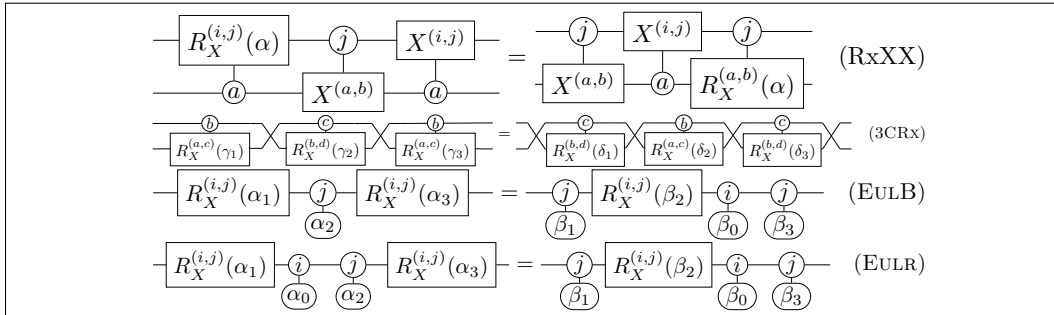 R_X^{(i,j)}(α) j X^{(i,j)} a X^{(a,b)} a = j X^{(i,j)} j X^{(a,b)} a R_X^{(a,b)}(α) (RxXX)
b c b R_X^{(a,c)}(γ_1) R_X^{(b,d)}(γ_2) R_X^{(a,c)}(γ_3) = c b c R_X^{(b,d)}(δ_1) R_X^{(a,c)}(δ_2) R_X^{(b,d)}(δ_3) (3CRx)
R_X^{(i,j)}(α_1) j α_2 R_X^{(i,j)}(α_3) = j β_1 R_X^{(i,j)}(β_2) i β_0 j β_3 (EULB)
R_X^{(i,j)}(α_1) i α_0 j α_2 R_X^{(i,j)}(α_3) = j β_1 R_X^{(i,j)}(β_2) i β_0 j β_3 (EULR)